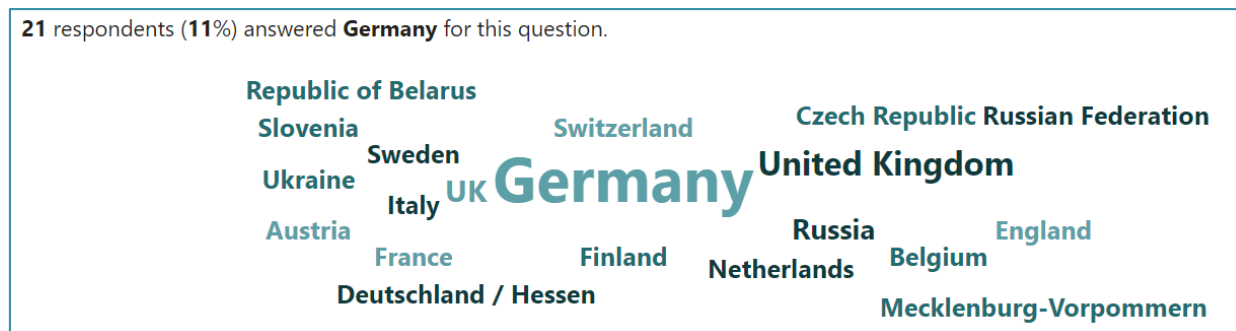 21 respondents (11%) answered Germany for this question.
Republic of Belarus
Czech Republic Russian Federation
Slovenia
Switzerland
Sweden
United Kingdom
Ukraine
UK Germany
Italy
Austria
Russia
England
France
Finland
Belgium
Netherlands
Deutschland / Hessen
Mecklenburg-Vorpommern